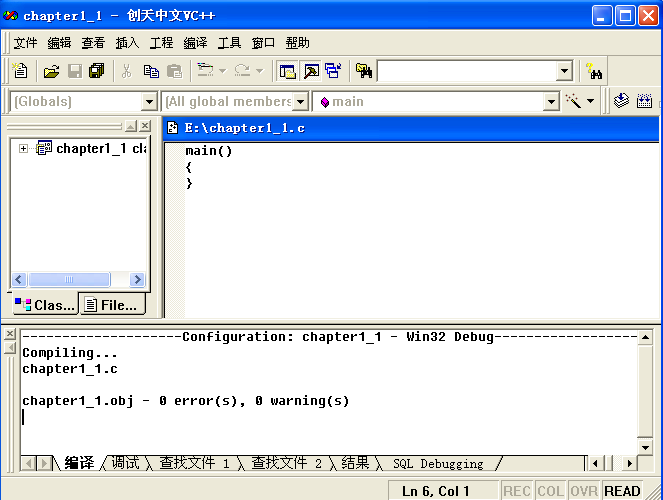 chapter1_1 - 创天中文VC++
文件 编辑 查看 插入 工程 编译 工具 窗口 帮助
(Globals) (All global members main
E:\chapter1_1.c
chapter1_1 cla
main()
{
}
Clas... File...
--------------------Configuration: chapter1_1 - Win32 Debug------------------
Compiling...
chapter1_1.c
chapter1_1.obj - 0 error(s), 0 warning(s)
编译 调试 查找文件 1 查找文件 2 结果 SQL Debugging
Ln 6, Col 1 REC COL OVR READ